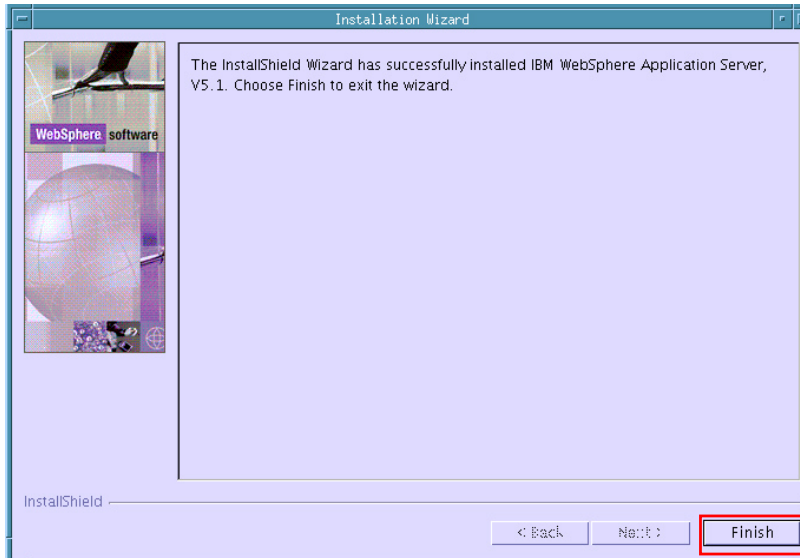 Installation Wizard
The InstallShield Wizard has successfully installed IBM WebSphere Application Server,
V5.1. Choose Finish to exit the wizard.
WebSphere software
InstallShield
< Back Next > Finish